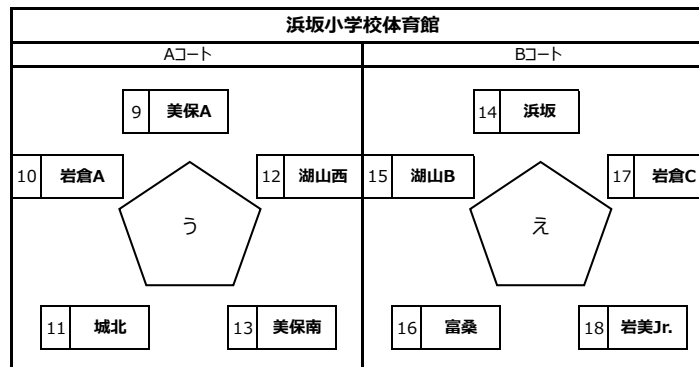 浜坂小学校体育館
Aコート Bコート
9 美保A 14 浜坂
10 岩倉A 12 湖山西 15 湖山B 17 岩倉C
う え
11 城北 13 美保南 16 富桑 18 岩美Jr.